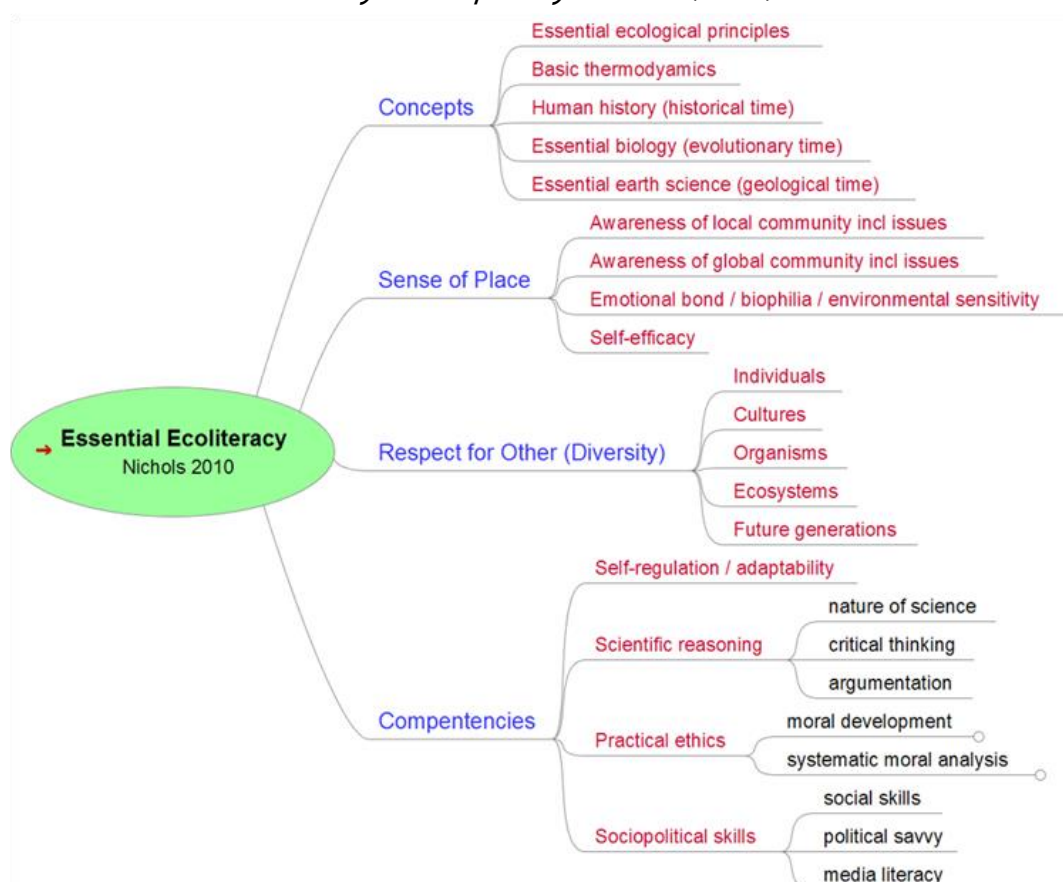 Essential ecological principles
Basic thermodyamics
Concepts
Human history (historical time)
Essential biology (evolutionary time)
Essential earth science (geological time)
Awareness of local community incl issues
Awareness of global community incl issues
Sense of Place
Emotional bond / biophilia / environmental sensitivity
Self-efficacy
Individuals
Cultures
Essential Ecoliteracy
Nichols 2010
Respect for Other (Diversity)
Organisms
Ecosystems
Future generations
Self-regulation / adaptability
nature of science
Scientific reasoning
critical thinking
argumentation
Compentencies
moral development
Practical ethics
systematic moral analysis
social skills
Sociopolitical skills
political savvy
media literacy